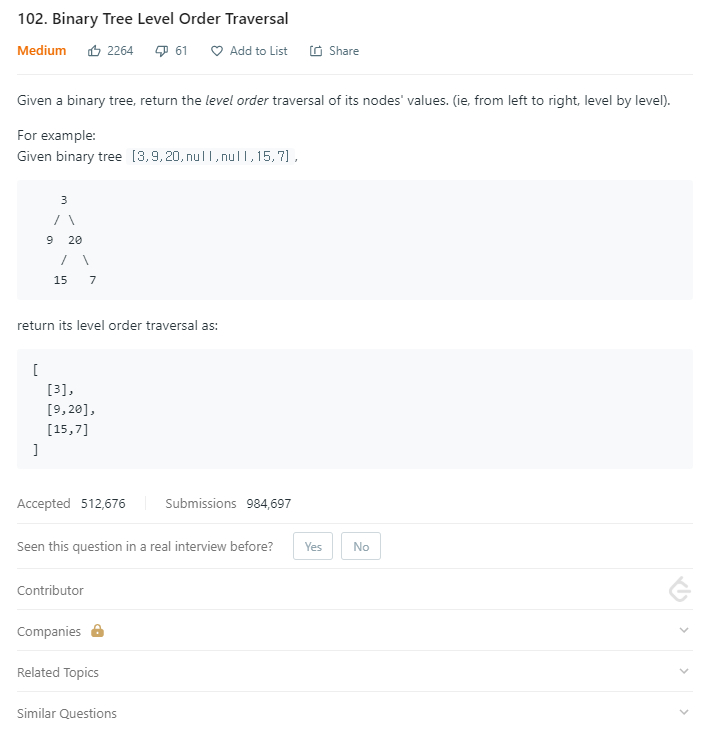 102. Binary Tree Level Order Traversal
Medium 2264 61 Add to List Share
Given a binary tree, return the level order traversal of its nodes' values. (ie, from left to right, level by level).
For example:
Given binary tree [3,9,20,null,null,15,7],
3
/ \
9 20
/ \
15 7
return its level order traversal as:
[
[3],
[9,20],
[15,7]
]
Accepted 512,676 Submissions 984,697
Seen this question in a real interview before? Yes No
Contributor
Companies
Related Topics
Similar Questions